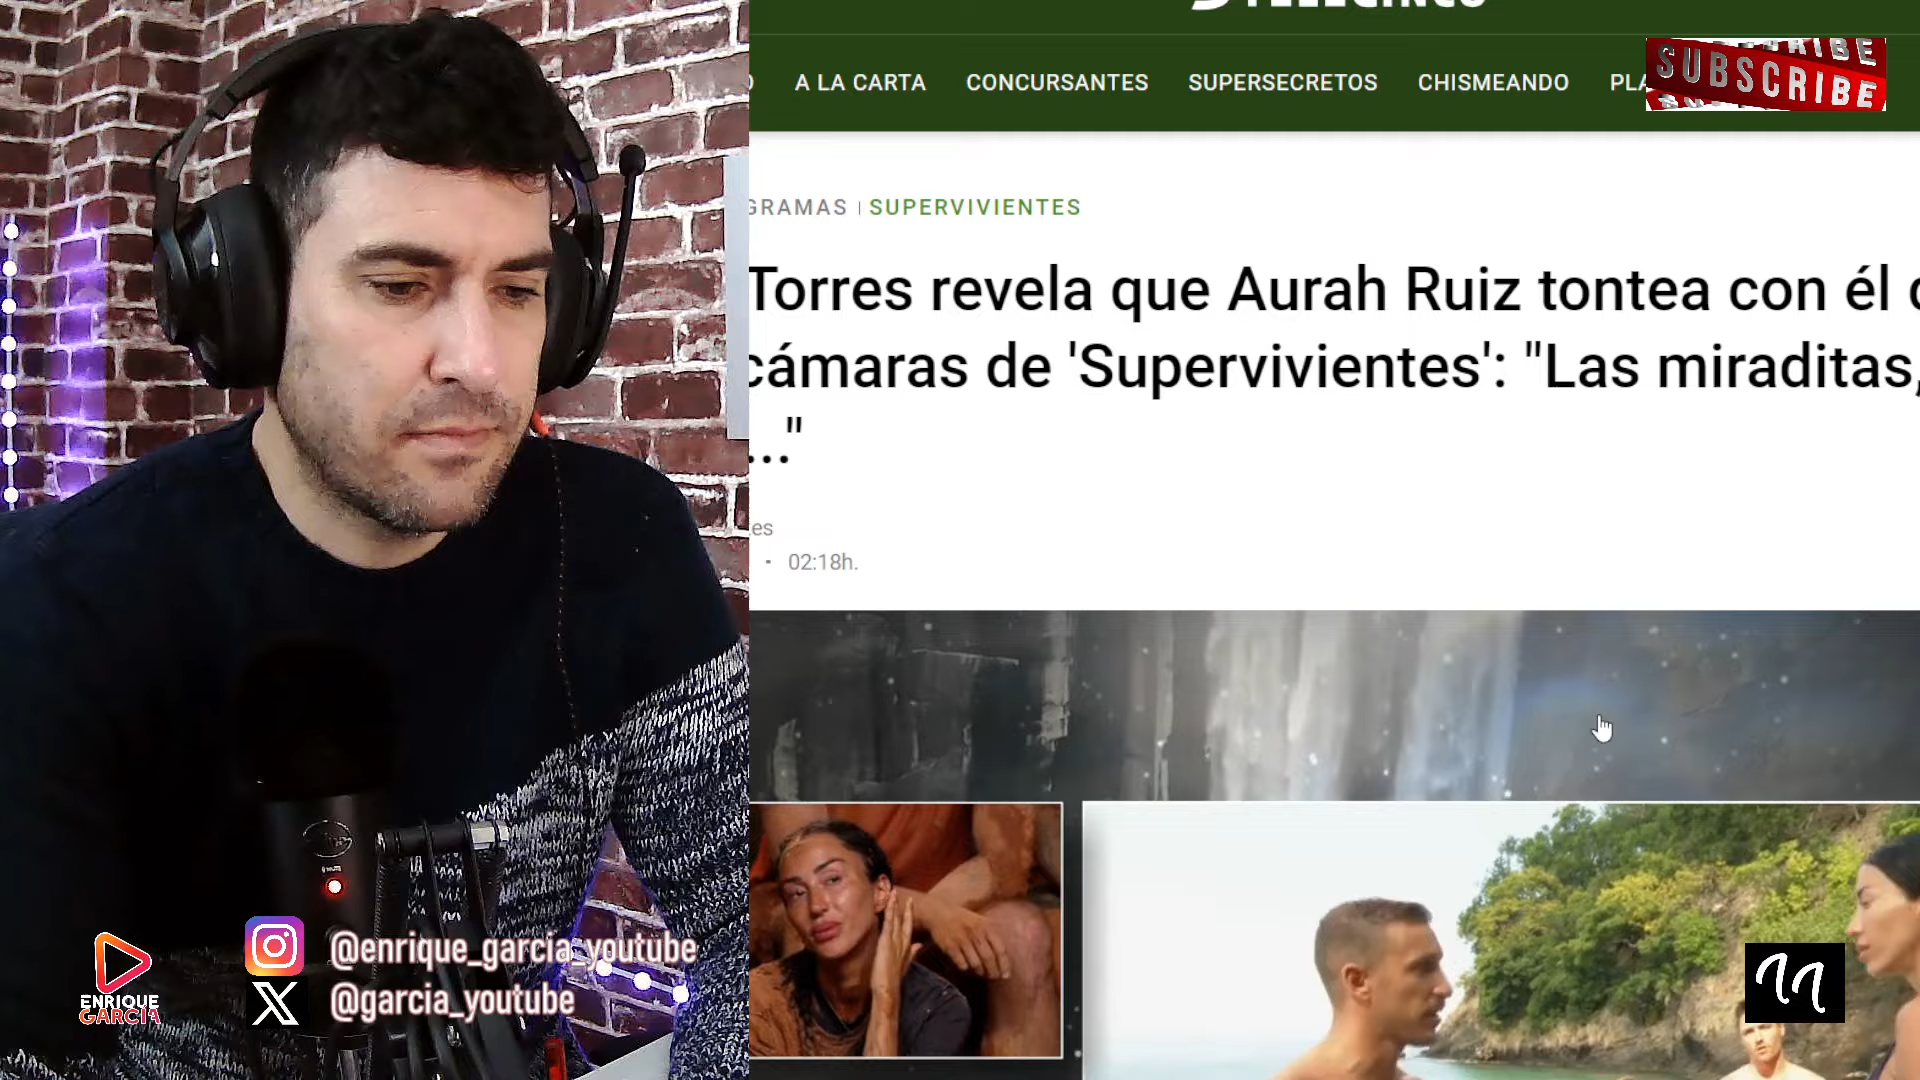 A LA CARTA CONCURSANTES SUPERSECRETOS CHISMEANDO
SUBSCRIBE
GRAMAS | SUPERVIVIENTES
Torres revela que Aurah Ruiz tontea con él
cámaras de 'Supervivientes': "Las miraditas,
..."
02:18h.
@enrique_garcia_youtube
@garcia_youtube
ENRIQUE
GARCIA